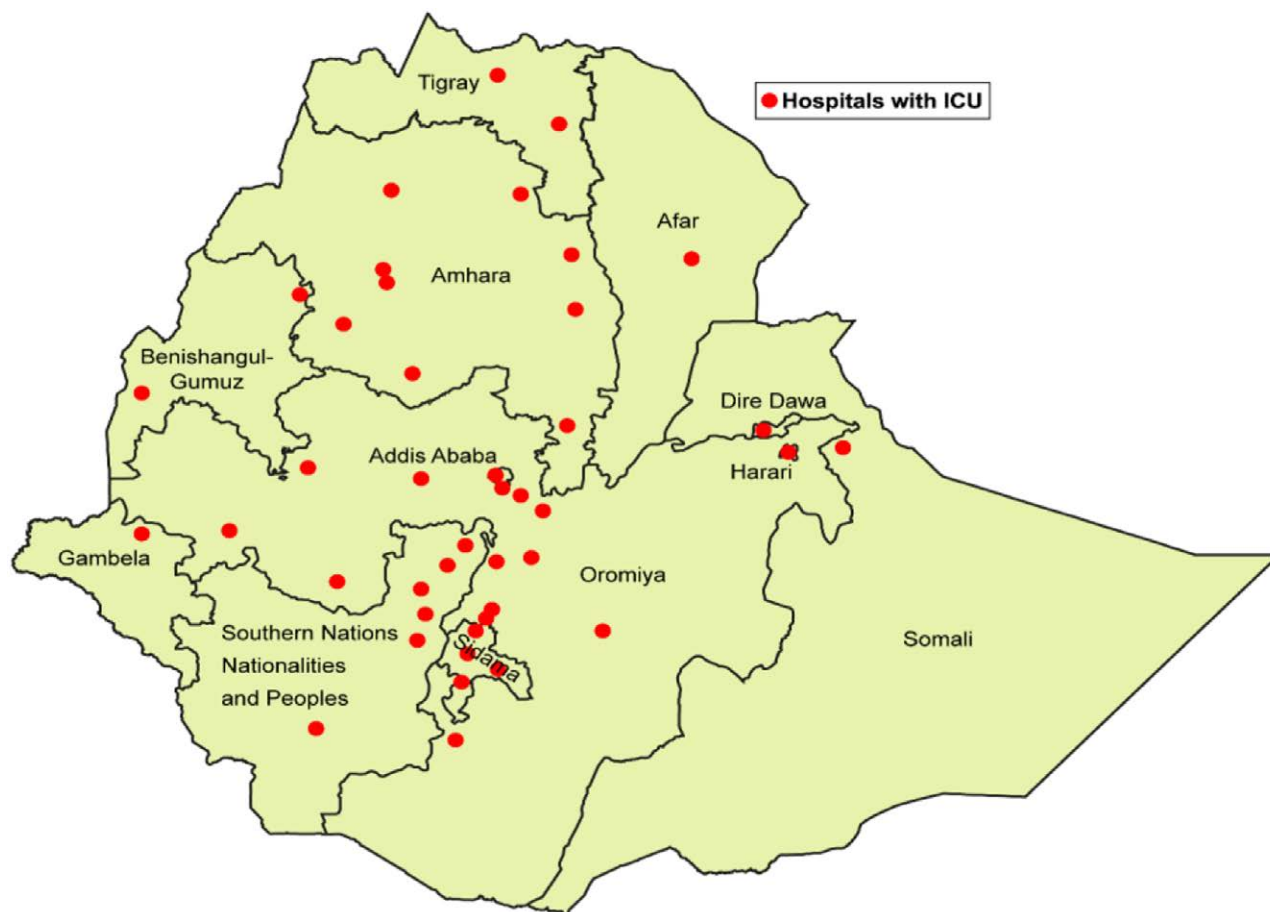 Tigray
Hospitals with ICU
Afar
Amhara
Benishangul-
Gumuz
Dire Dawa
Addis Ababa
Harari
Gambela
Oromiya
Southern Nations
Nationalities
and Peoples
Sidama
Somali